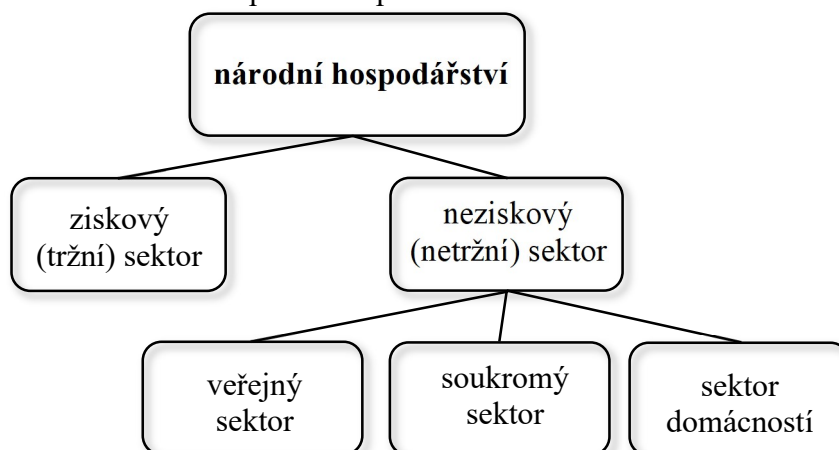 národní hospodářství
ziskový
(tržní) sektor
neziskový
(netržní) sektor
veřejný
sektor
soukromý
sektor
sektor
domácností